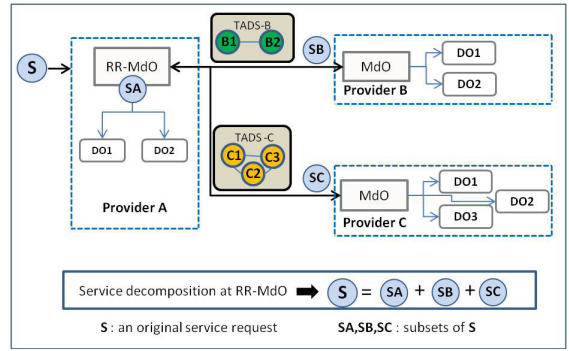 TADS-B
B1 B2
S
RR-MdO
SA
DO1
DO2
Provider A
SB
MdO
Provider B
DO1
DO2
TADS -C
C1 C3
C2
SC
MdO
Provider C
DO1
DO2
DO3
Service decomposition at RR-MdO S = SA + SB + SC
S : an original service request SA,SB,SC : subsets of S